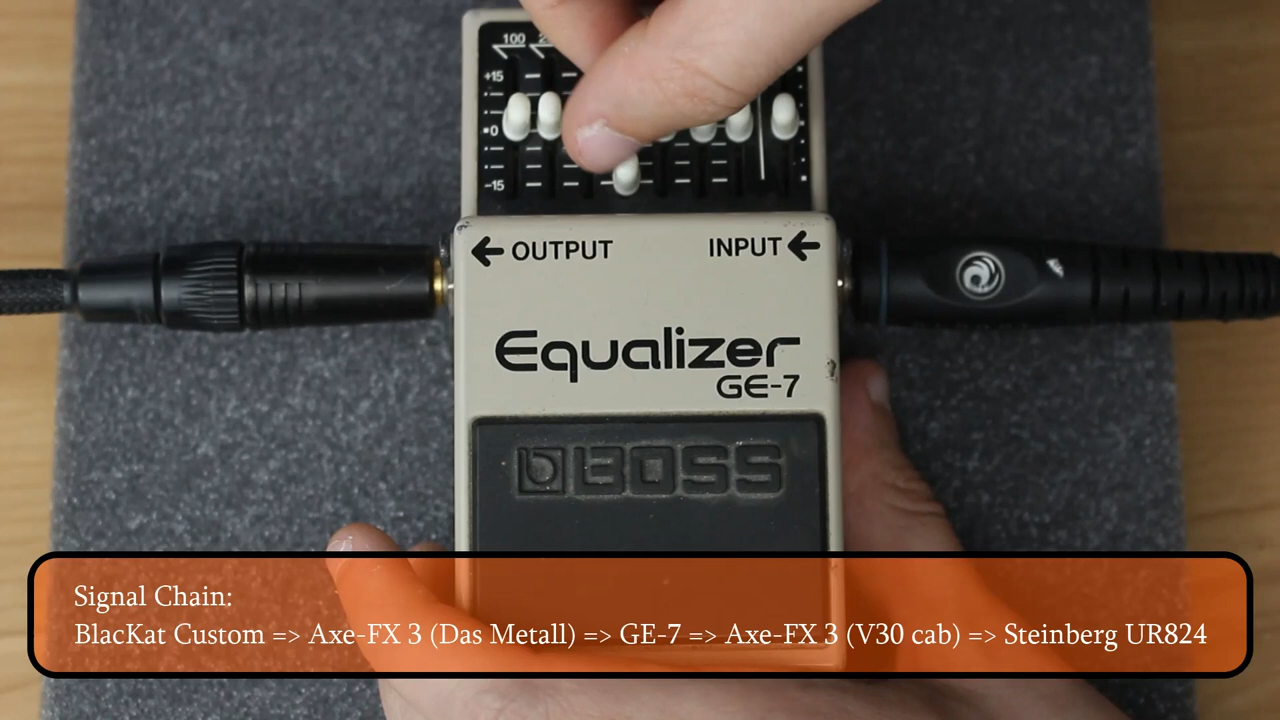 100
+15
0
-15
OUTPUT
INPUT
Equalizer
GE-7
BOSS
Signal Chain:
BlacKat Custom => Axe-FX 3 (Das Metall) => GE-7 => Axe-FX 3 (V30 cab) => Steinberg UR824